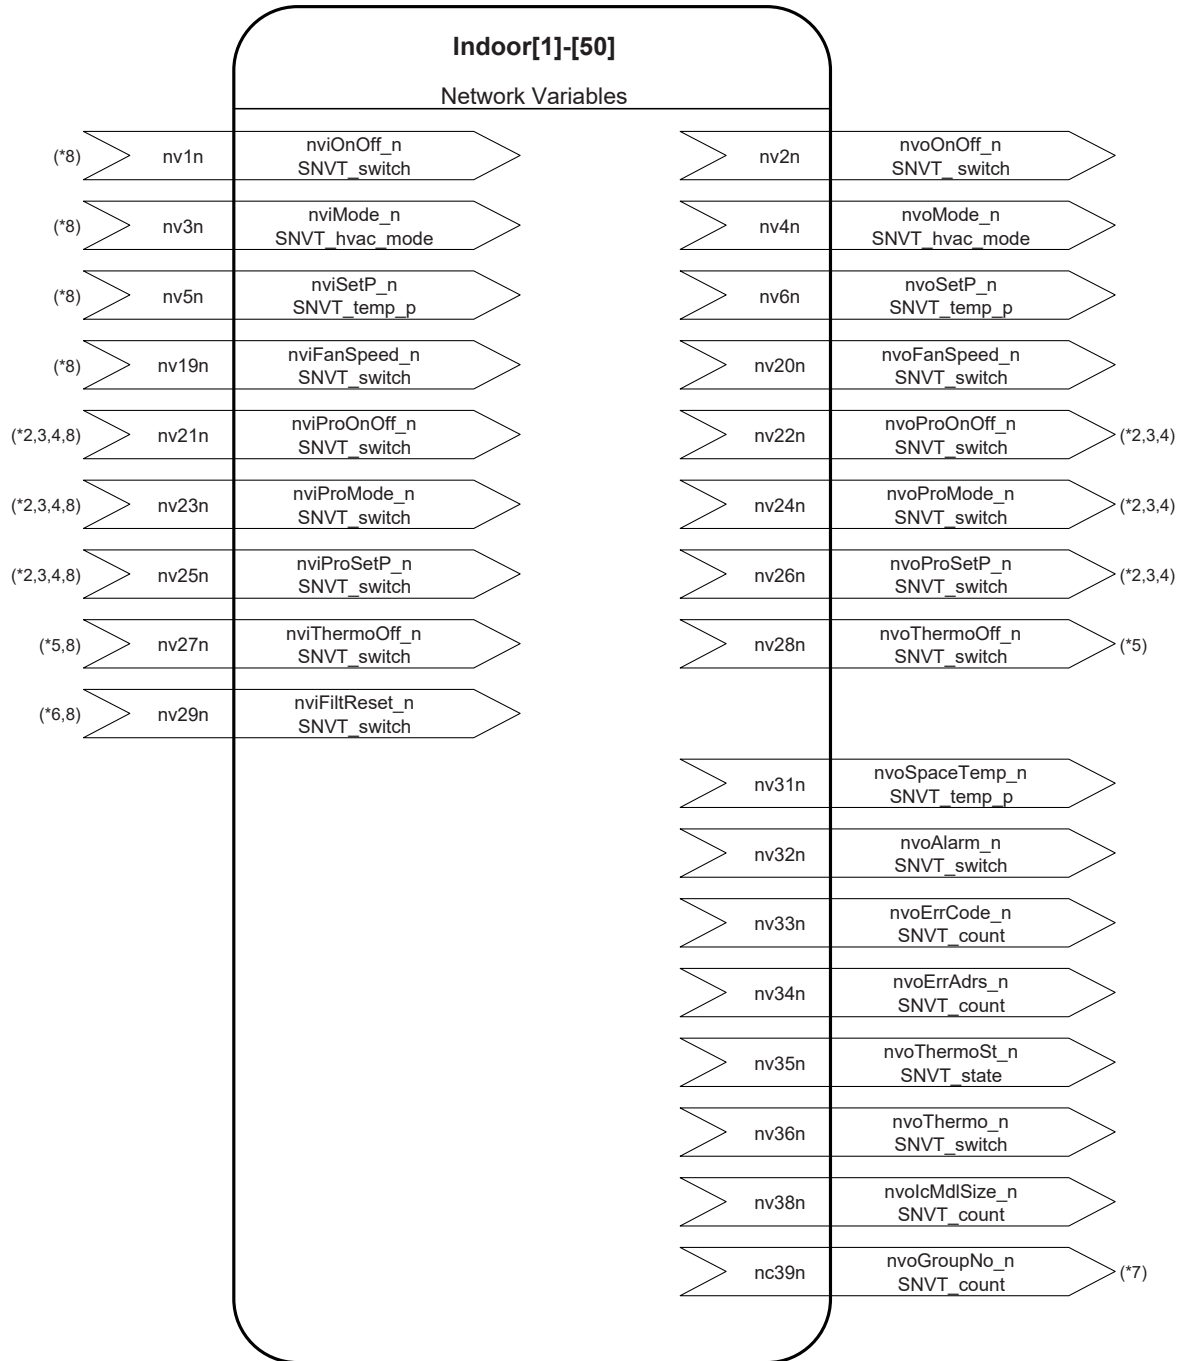 Indoor[1]-[50]
Network Variables
(*8) nv1n nviOnOff_n
SNVT_switch
nv2n nvoOnOff_n
SNVT_ switch
(*8) nv3n nviMode_n
SNVT_hvac_mode
nv4n nvoMode_n
SNVT_hvac_mode
(*8) nv5n nviSetP_n
SNVT_temp_p
nv6n nvoSetP_n
SNVT_temp_p
(*8) nv19n nviFanSpeed_n
SNVT_switch
nv20n nvoFanSpeed_n
SNVT_switch
(*2,3,4,8) nv21n nviProOnOff_n
SNVT_switch
nv22n nvoProOnOff_n (*2,3,4)
SNVT_switch
(*2,3,4,8) nv23n nviProMode_n
SNVT_switch
nv24n nvoProMode_n (*2,3,4)
SNVT_switch
(*2,3,4,8) nv25n nviProSetP_n
SNVT_switch
nv26n nvoProSetP_n (*2,3,4)
SNVT_switch
(*5,8) nv27n nviThermoOff_n
SNVT_switch
nv28n nvoThermoOff_n (*5)
SNVT_switch
(*6,8) nv29n nviFiltReset_n
SNVT_switch
nv31n nvoSpaceTemp_n
SNVT_temp_p
nv32n nvoAlarm_n
SNVT_switch
nv33n nvoErrCode_n
SNVT_count
nv34n nvoErrAdrs_n
SNVT_count
nv35n nvoThermoSt_n
SNVT_state
nv36n nvoThermo_n
SNVT_switch
nv38n nvoIcMdlSize_n
SNVT_count
nc39n nvoGroupNo_n (*7)
SNVT_count